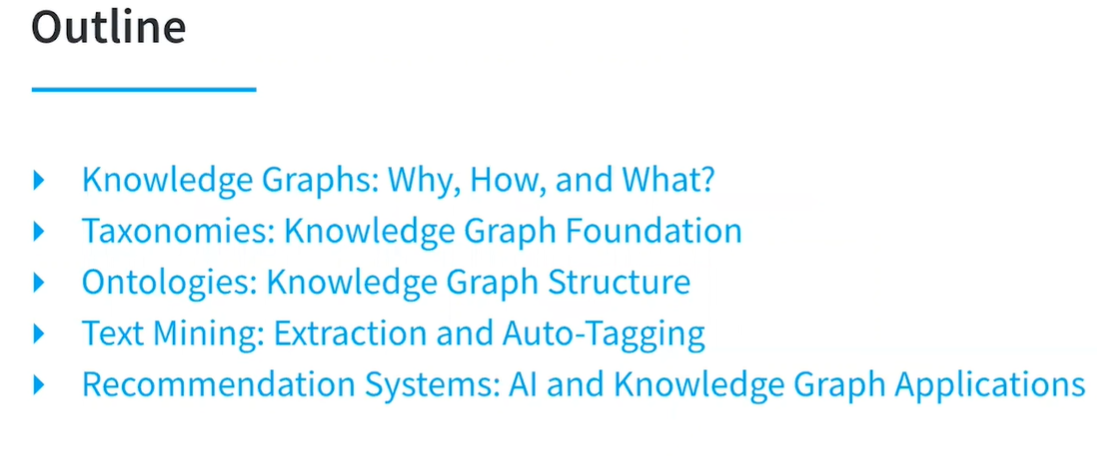 Outline
Knowledge Graphs: Why, How, and What?
Taxonomies: Knowledge Graph Foundation
Ontologies: Knowledge Graph Structure
Text Mining: Extraction and Auto-Tagging
Recommendation Systems: AI and Knowledge Graph Applications